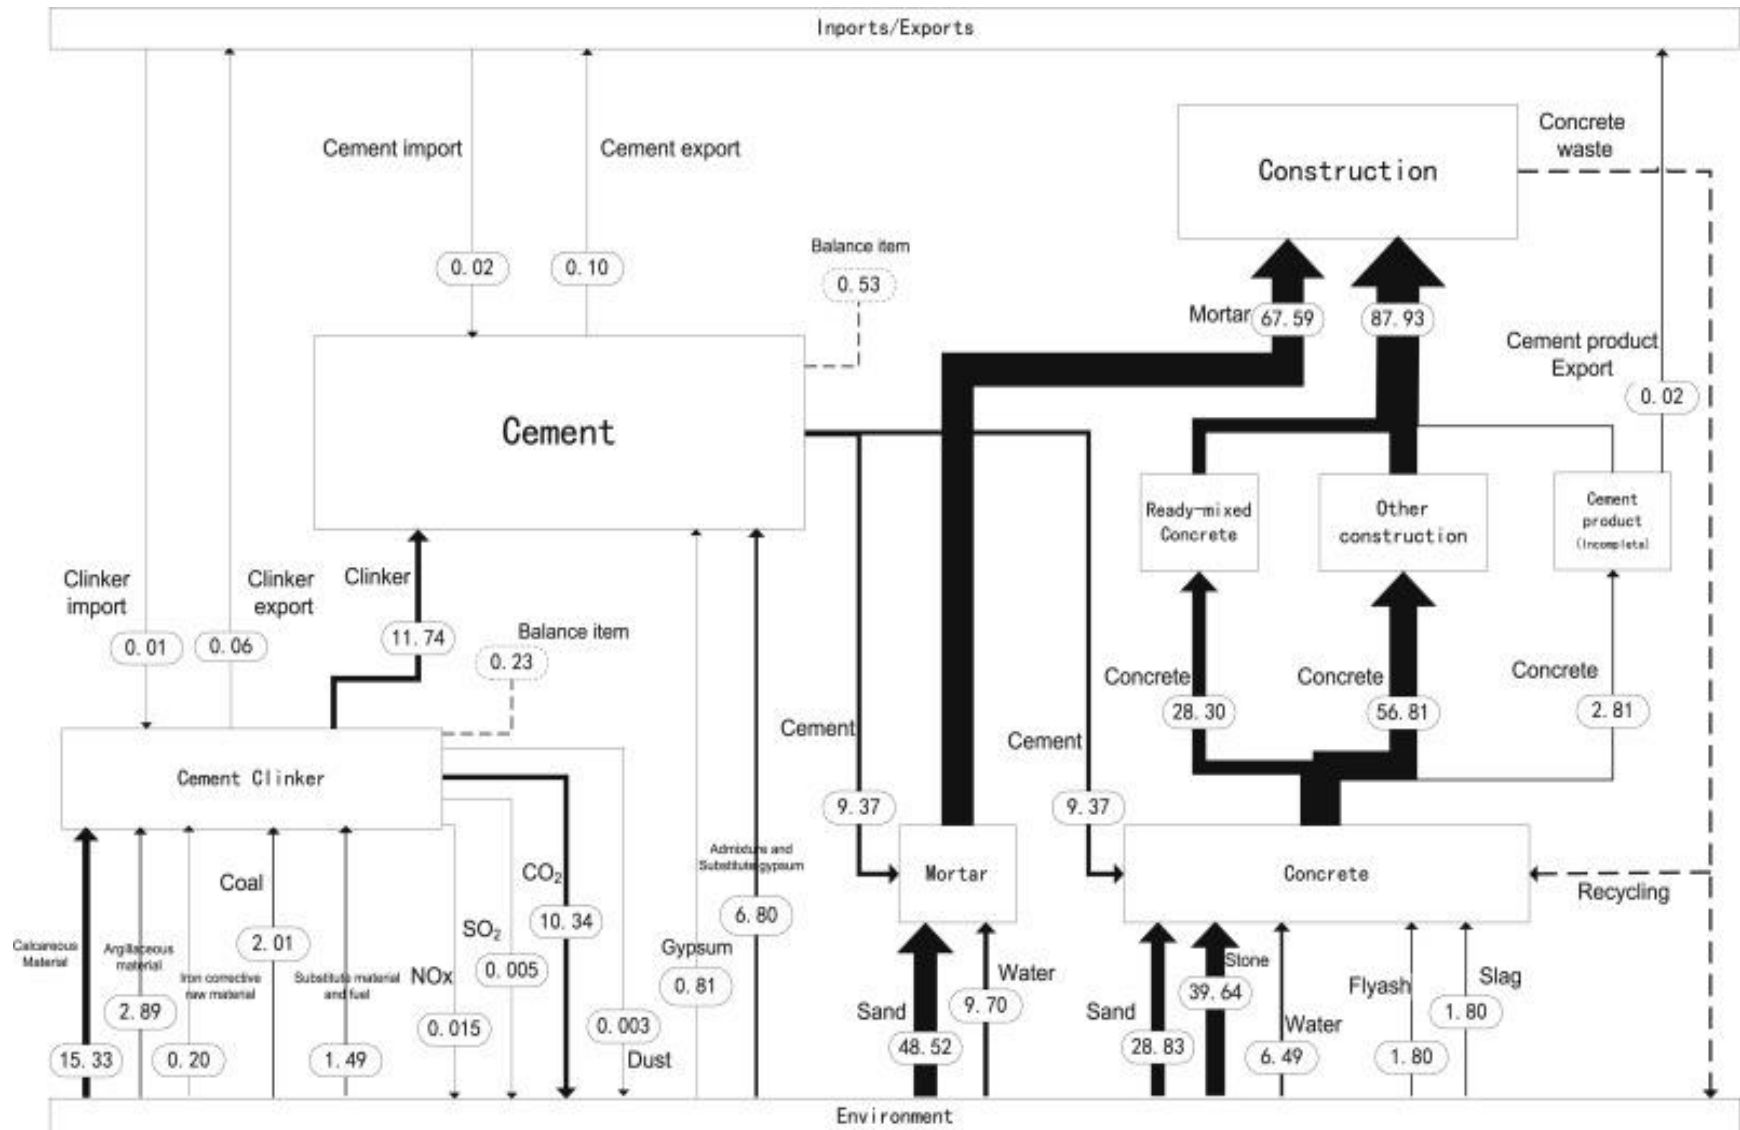 Inports/Exports
Concrete
waste
Cement import
Cement export
Construction
Balance item
0.02
0.10
0.53
Mortar
67.59
87.93
Cement product
Export
0.02
Cement
Ready-mixed
Concrete
Other
construction
Cement
product
(Incomplete)
Clinker
import
Clinker
export
Clinker
0.01
0.06
11.74
Balance item
0.23
Concrete
28.30
Concrete
56.81
Concrete
2.81
Cement
Cement
Cement Clinker
9.37
9.37
Admixture and
Substitute gypsum
Mortar
Concrete
Recycling
Coal
CO2
10.34
6.80
SO2
0.005
Calcareous
Material
Argillaceous
material
2.01
Iron corrective
raw material
Substitute material
and fuel
NOx
Gypsum
0.81
Water
9.70
Stone
39.64
Flyash
Slag
2.89
0.015
0.003
Sand
Sand
Water
1.80
15.33
0.20
1.49
Dust
48.52
28.83
6.49
1.80
Environment